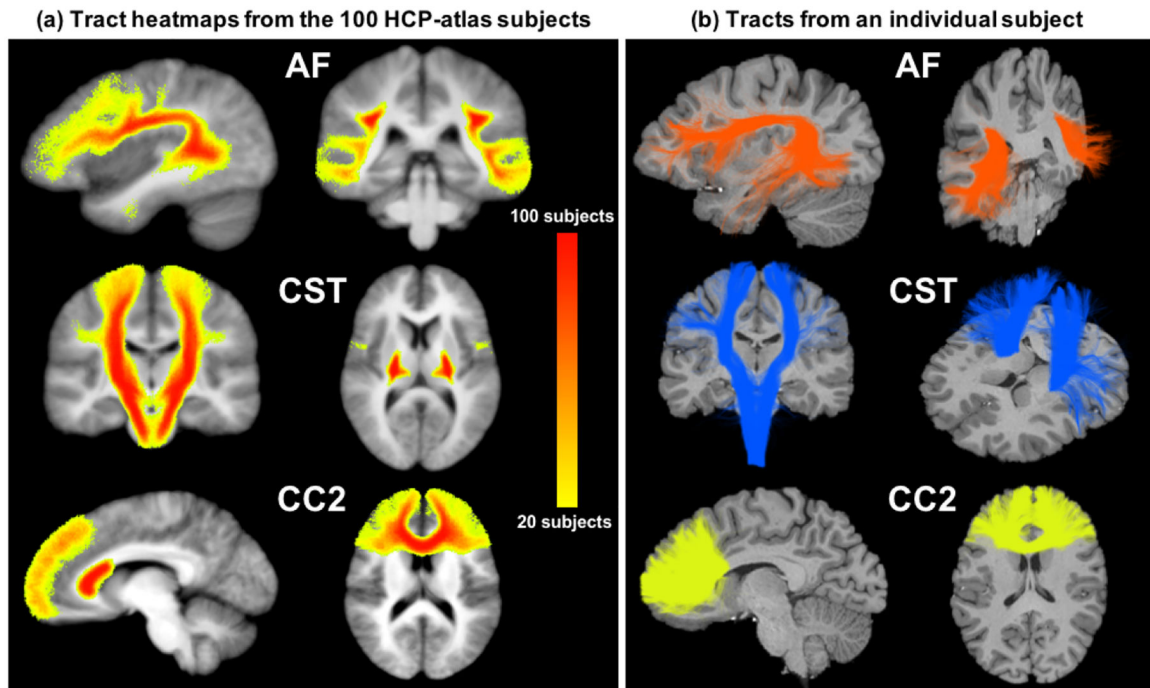 (a) Tract heatmaps from the 100 HCP-atlas subjects
(b) Tracts from an individual subject
AF
AF
100 subjects
CST
CST
CC2
20 subjects
CC2